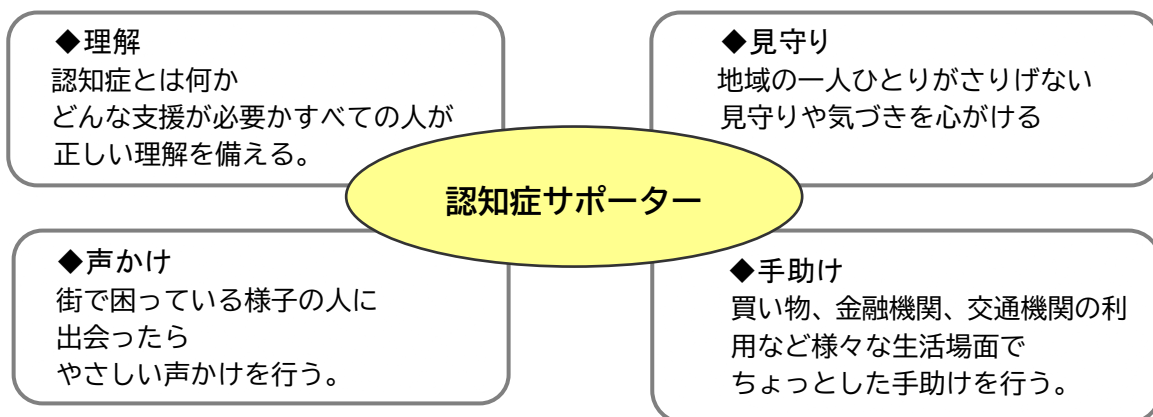 ◆理解
認知症とは何か
どんな支援が必要かすべての人が
正しい理解を備える。
◆見守り
地域の一人ひとりがさりげない
見守りや気づきを心がける
認知症サポーター
◆声かけ
街で困っている様子の人に
出会ったら
やさしい声かけを行う。
◆手助け
買い物、金融機関、交通機関の利
用など様々な生活場面で
ちょっとした手助けを行う。